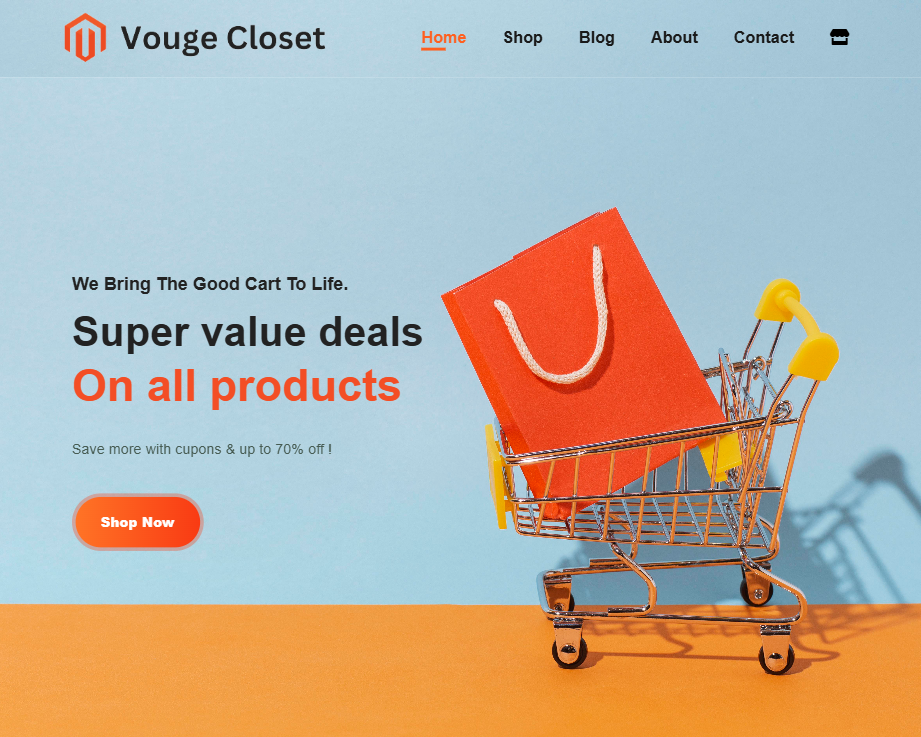 Vouge Closet
Home Shop Blog About Contact
We Bring The Good Cart To Life.
Super value deals
On all products
Save more with cupons & up to 70% off !
Shop Now